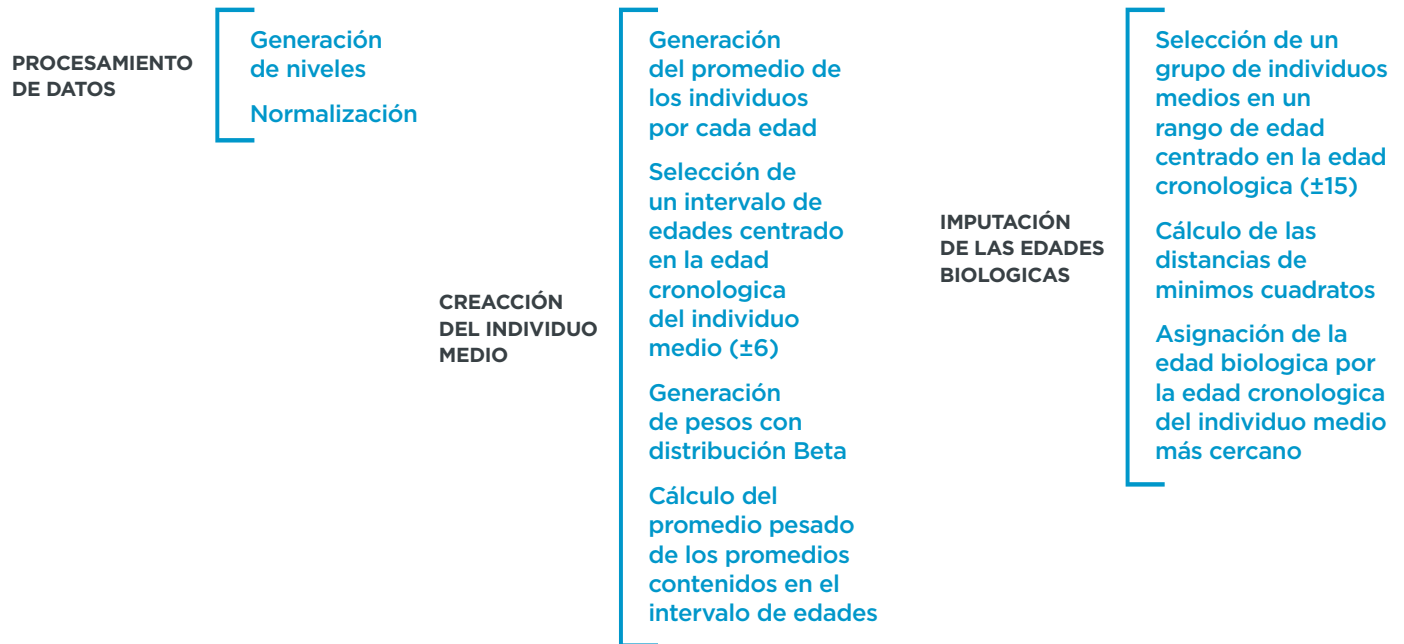 PROCESAMIENTO
DE DATOS
Generación
de niveles
Normalización
CREACCIÓN
DEL INDIVIDUO
MEDIO
Generación
del promedio de
los individuos
por cada edad
Selección de
un intervalo de
edades centrado
en la edad
cronologica
del individuo
medio (±6)
Generación
de pesos con
distribución Beta
Cálculo del
promedio pesado
de los promedios
contenidos en el
intervalo de edades
IMPUTACIÓN
DE LAS EDADES
BIOLOGICAS
Selección de un
grupo de individuos
medios en un
rango de edad
centrado en la edad
cronologica (±15)
Cálculo de las
distancias de
minimos cuadratos
Asignación de la
edad biologica por
la edad cronologica
del individuo medio
más cercano